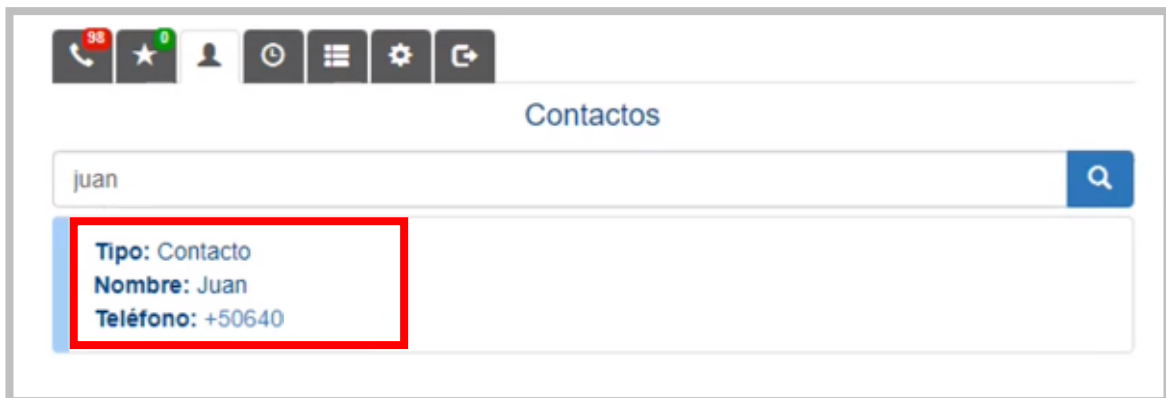 98
0
Contactos
juan
Tipo: Contacto
Nombre: Juan
Teléfono: +50640